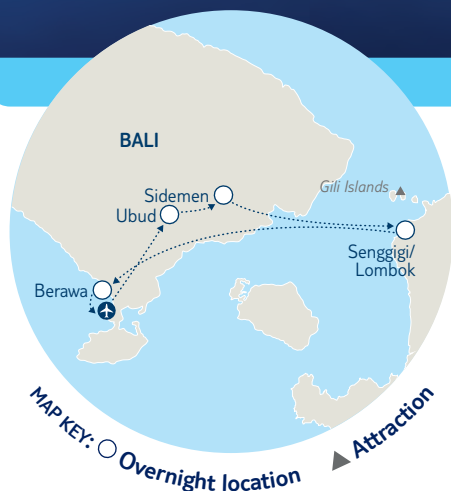 BALI
Gili Islands
Sidemen
Ubud
Senggigi/
Lombok
Berawa
MAP KEY: Overnight location Attraction